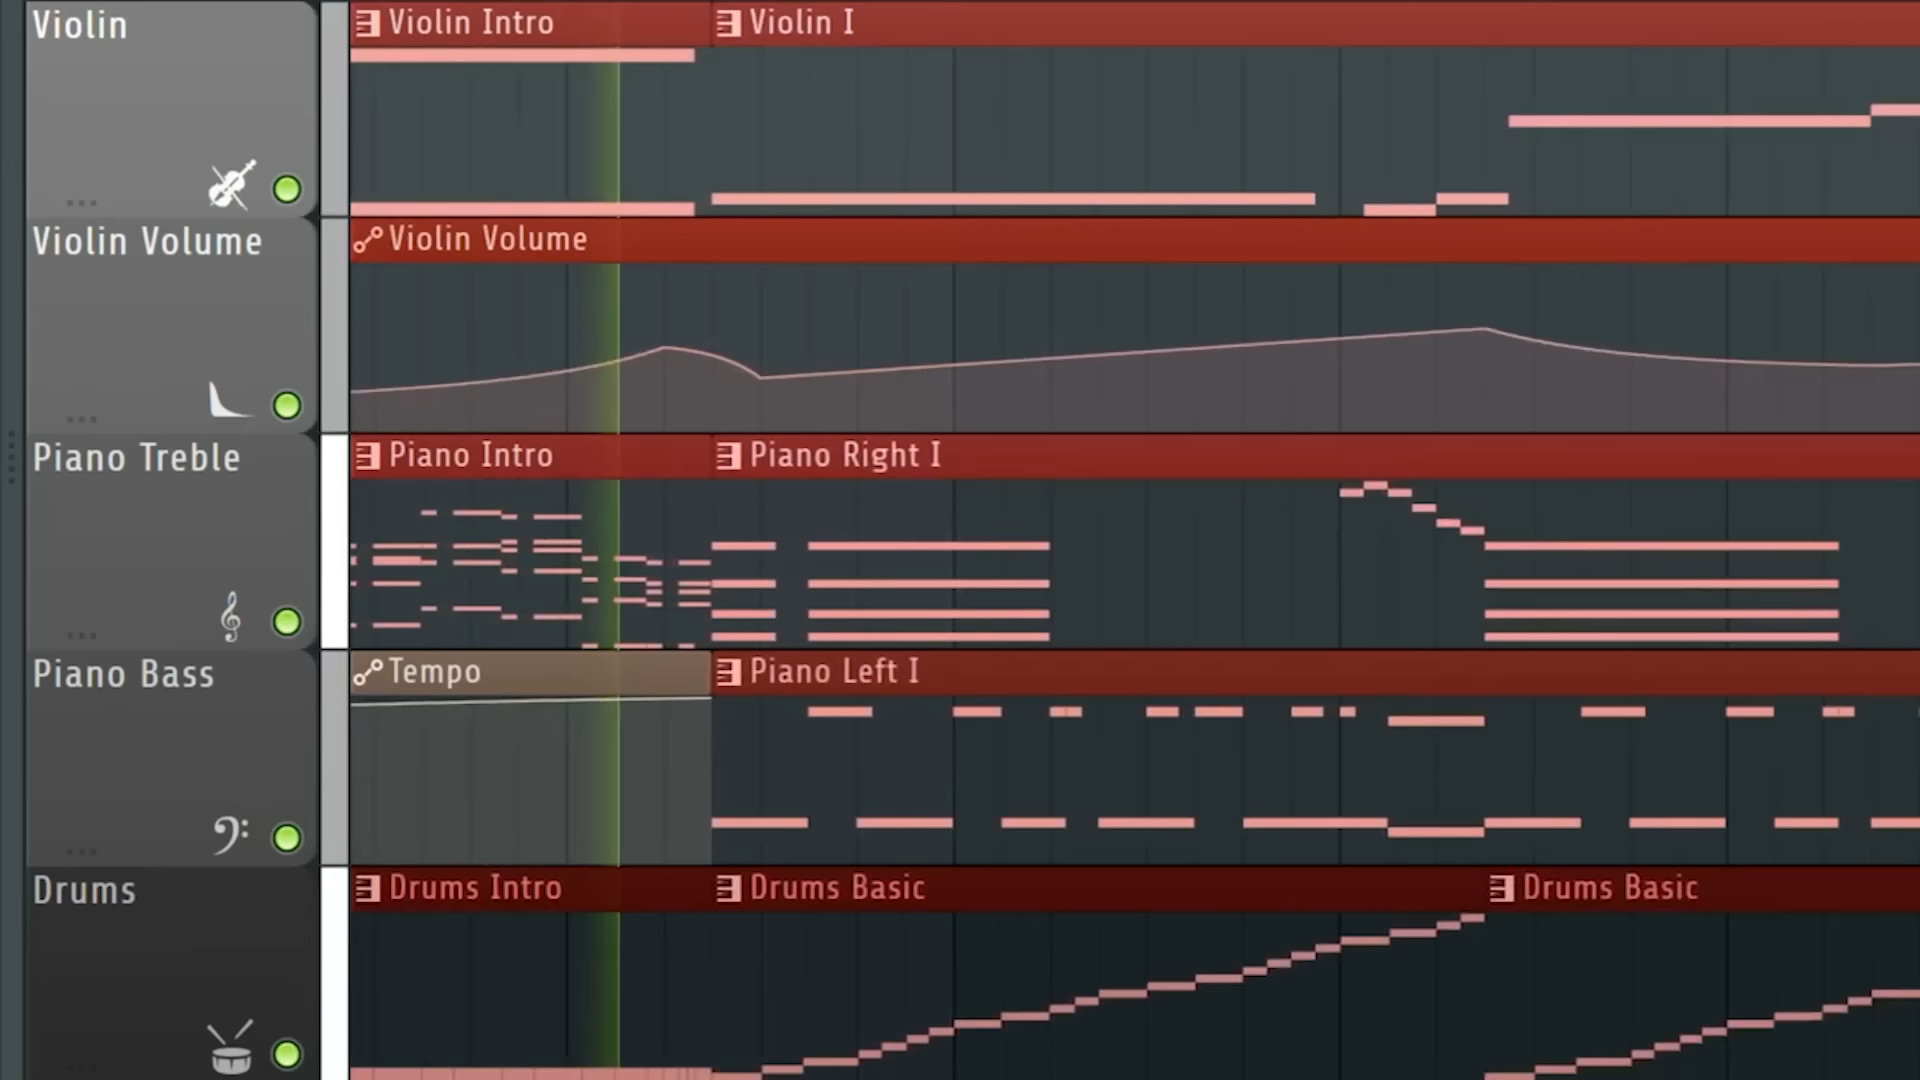 Violin
Violin Intro
Violin I
Violin Volume
Violin Volume
Piano Treble
Piano Intro
Piano Right I
Piano Bass
Tempo
Piano Left I
Drums
Drums Intro
Drums Basic
Drums Basic